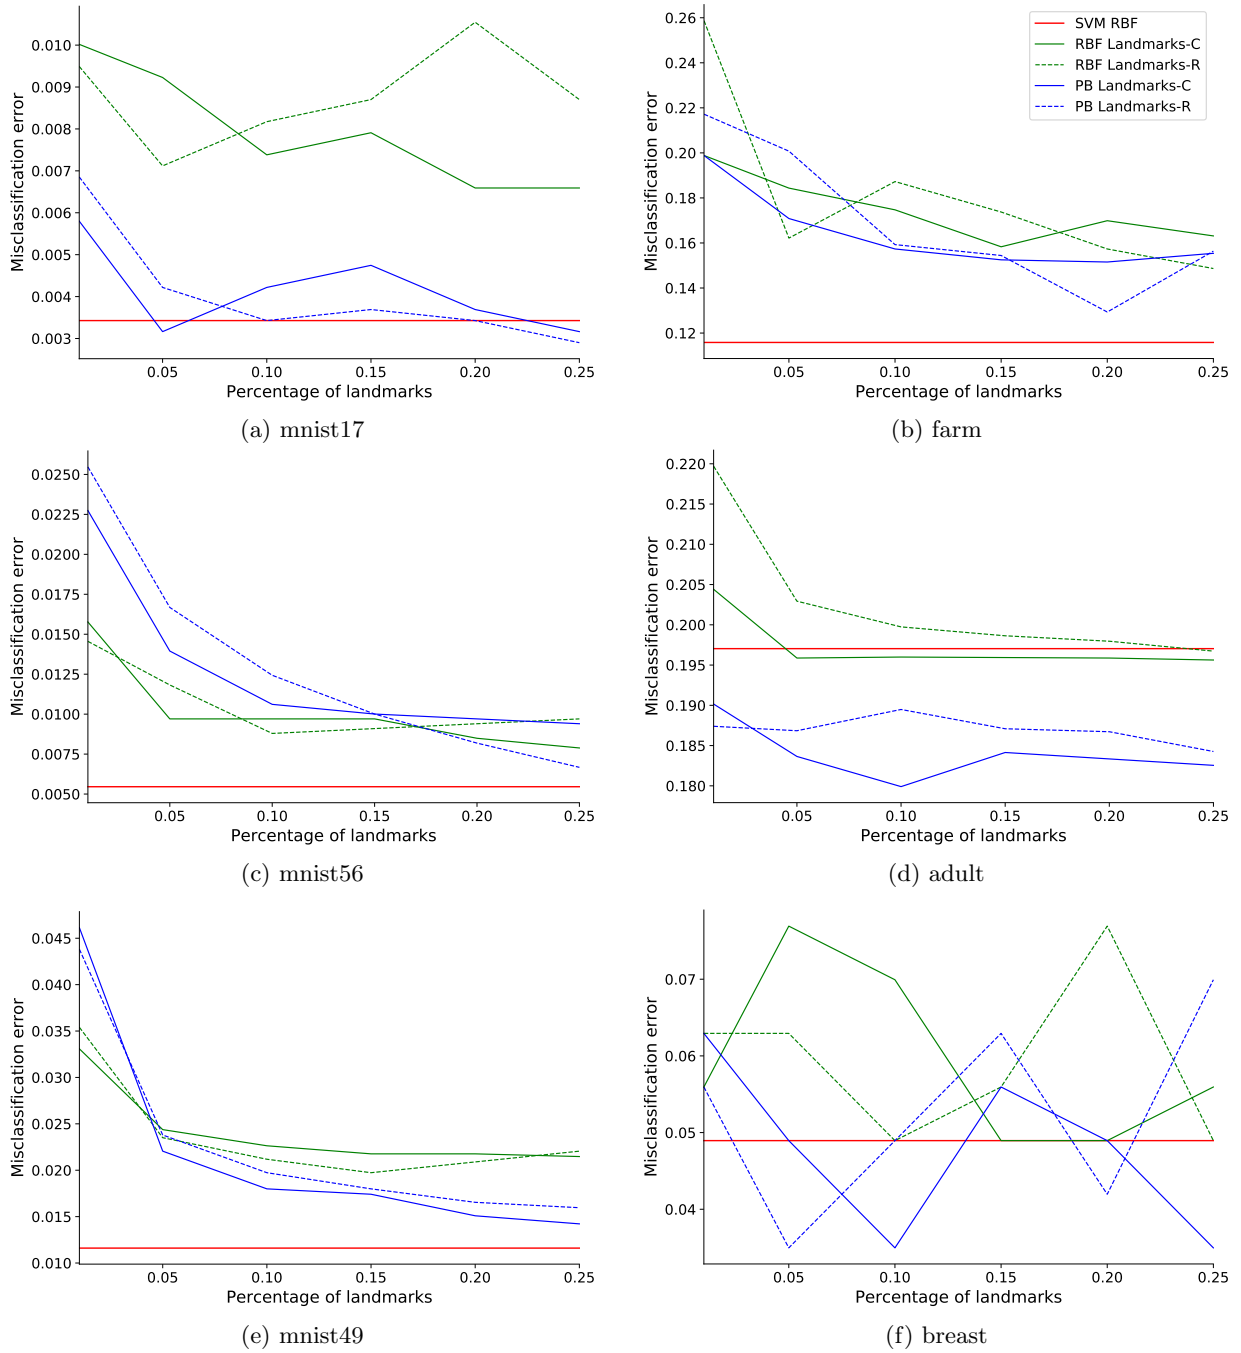 0.010
0.009
0.008
0.007
0.006
0.005
0.004
0.003
Misclassification error
0.05 0.10 0.15 0.20 0.25
Percentage of landmarks
(a) mnist17
0.26
0.24
0.22
0.20
0.18
0.16
0.14
0.12
Misclassification error
SVM RBF
RBF Landmarks-C
RBF Landmarks-R
PB Landmarks-C
PB Landmarks-R
0.05 0.10 0.15 0.20 0.25
Percentage of landmarks
(b) farm
0.0250
0.0225
0.0200
0.0175
0.0150
0.0125
0.0100
0.0075
0.0050
Misclassification error
0.05 0.10 0.15 0.20 0.25
Percentage of landmarks
(c) mnist56
0.220
0.215
0.210
0.205
0.200
0.195
0.190
0.185
0.180
Misclassification error
0.05 0.10 0.15 0.20 0.25
Percentage of landmarks
(d) adult
0.045
0.040
0.035
0.030
0.025
0.020
0.015
0.010
Misclassification error
0.05 0.10 0.15 0.20 0.25
Percentage of landmarks
(e) mnist49
0.07
0.06
0.05
0.04
Misclassification error
0.05 0.10 0.15 0.20 0.25
Percentage of landmarks
(f) breast